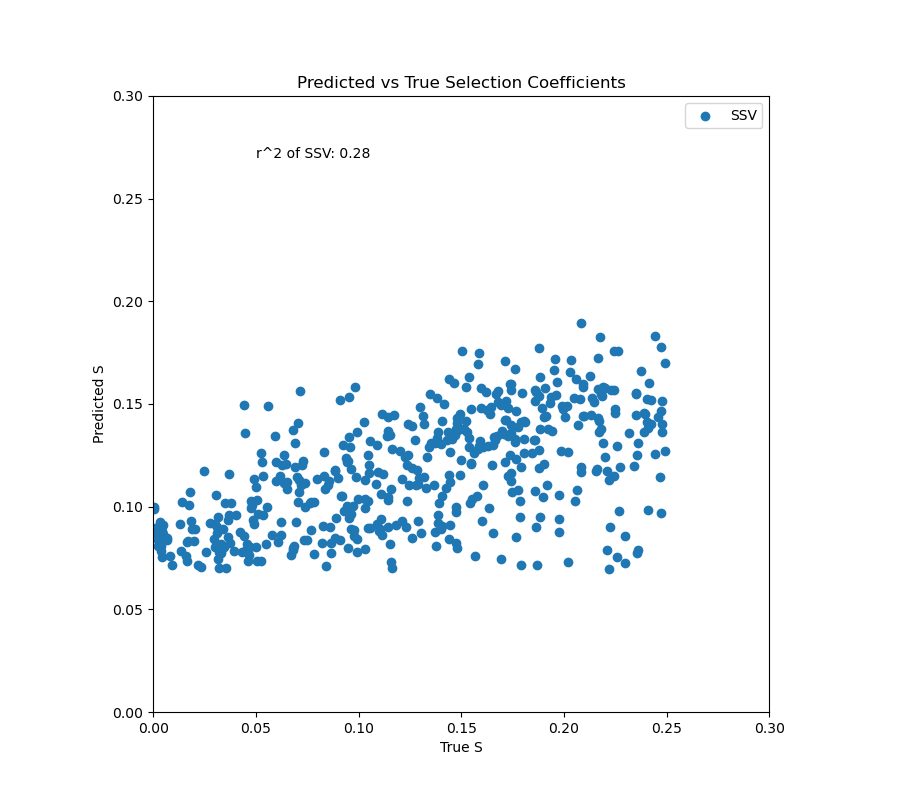 Predicted vs True Selection Coefficients
0.30
SSV
r^2 of SSV: 0.28
0.25
0.20
Predicted S
0.15
0.10
0.05
0.00
0.00 0.05 0.10 0.15 0.20 0.25 0.30
True S